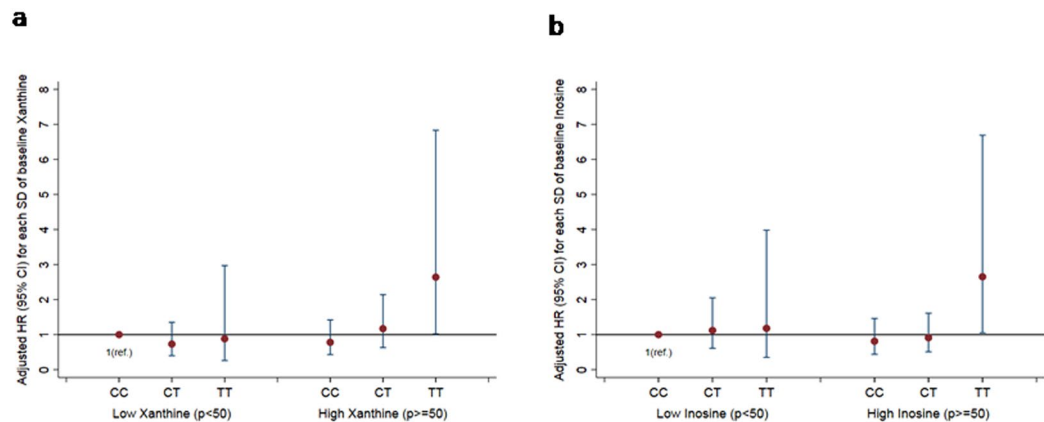 a
Adjusted HR (95% CI) for each SD of baseline Xanthine
8
7
6
5
4
3
2
1
0
1(ref.)
CC CT TT CC CT TT
Low Xanthine (p<50) High Xanthine (p>=50)
b
Adjusted HR (95% CI) for each SD of baseline Inosine
8
7
6
5
4
3
2
1
0
1(ref.)
CC CT TT CC CT TT
Low Inosine (p<50) High Inosine (p>=50)